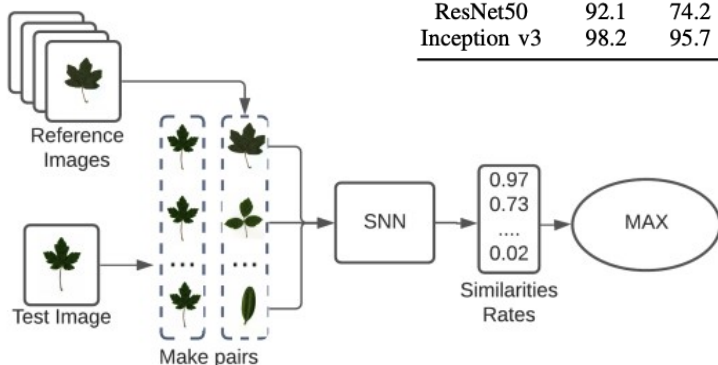 ResNet50 92.1 74.2
Inception v3 98.2 95.7
Reference
Images
Test Image
...
...
Make pairs
SNN
0.97
0.73
....
0.02
Similarities
Rates
MAX